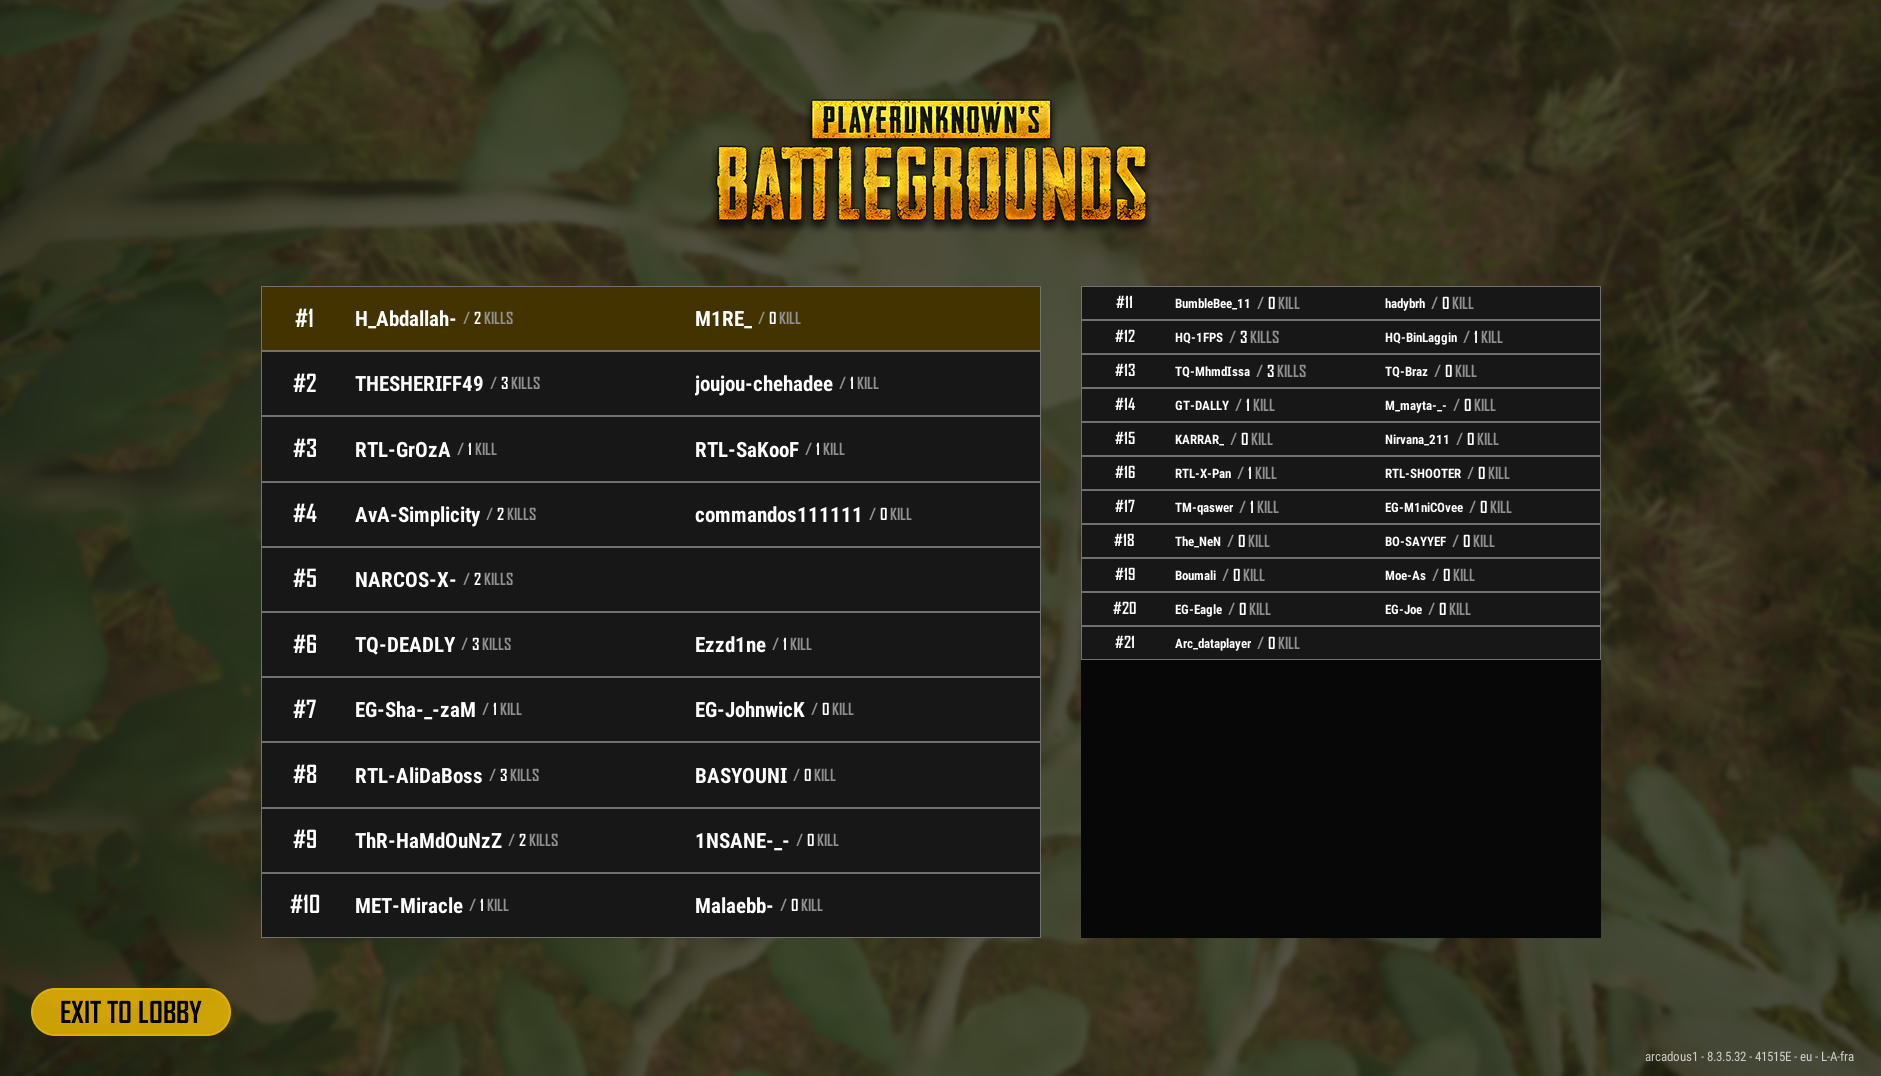 PLAYERUNKNOWN'S
BATTLEGROUNDS
#1 H_Abdallah- / 2 KILLS M1RE_ / 0 KILL
#2 THESHERIFF49 / 3 KILLS joujou-chehadee / 1 KILL
#3 RTL-GrOzA / 1 KILL RTL-SaKooF / 1 KILL
#4 AvA-Simplicity / 2 KILLS commandos111111 / 0 KILL
#5 NARCOS-X- / 2 KILLS
#6 TQ-DEADLY / 3 KILLS Ezzd1ne / 1 KILL
#7 EG-Sha-_-zaM / 1 KILL EG-JohnwicK / 0 KILL
#8 RTL-AliDaBoss / 3 KILLS BASYOUNI / 0 KILL
#9 ThR-HaMdOuNzZ / 2 KILLS 1NSANE-_- / 0 KILL
#10 MET-Miracle / 1 KILL Malaebb- / 0 KILL
#11 BumbleBee_11 / 0 KILL hadybrh / 0 KILL
#12 HQ-1FPS / 3 KILLS HQ-BinLaggin / 1 KILL
#13 TQ-MhmdIssa / 3 KILLS TQ-Braz / 0 KILL
#14 GT-DALLY / 1 KILL M_mayta-_- / 0 KILL
#15 KARRAR_ / 0 KILL Nirvana_211 / 0 KILL
#16 RTL-X-Pan / 1 KILL RTL-SHOOTER / 0 KILL
#17 TM-qaswer / 1 KILL EG-M1niCOvee / 0 KILL
#18 The_NeN / 0 KILL BO-SAYYEF / 0 KILL
#19 Boumali / 0 KILL Moe-As / 0 KILL
#20 EG-Eagle / 0 KILL EG-Joe / 0 KILL
#21 Arc_dataplayer / 0 KILL
EXIT TO LOBBY
arcadous1 - 8.3.5.32 - 41515E - eu - L-A-fra